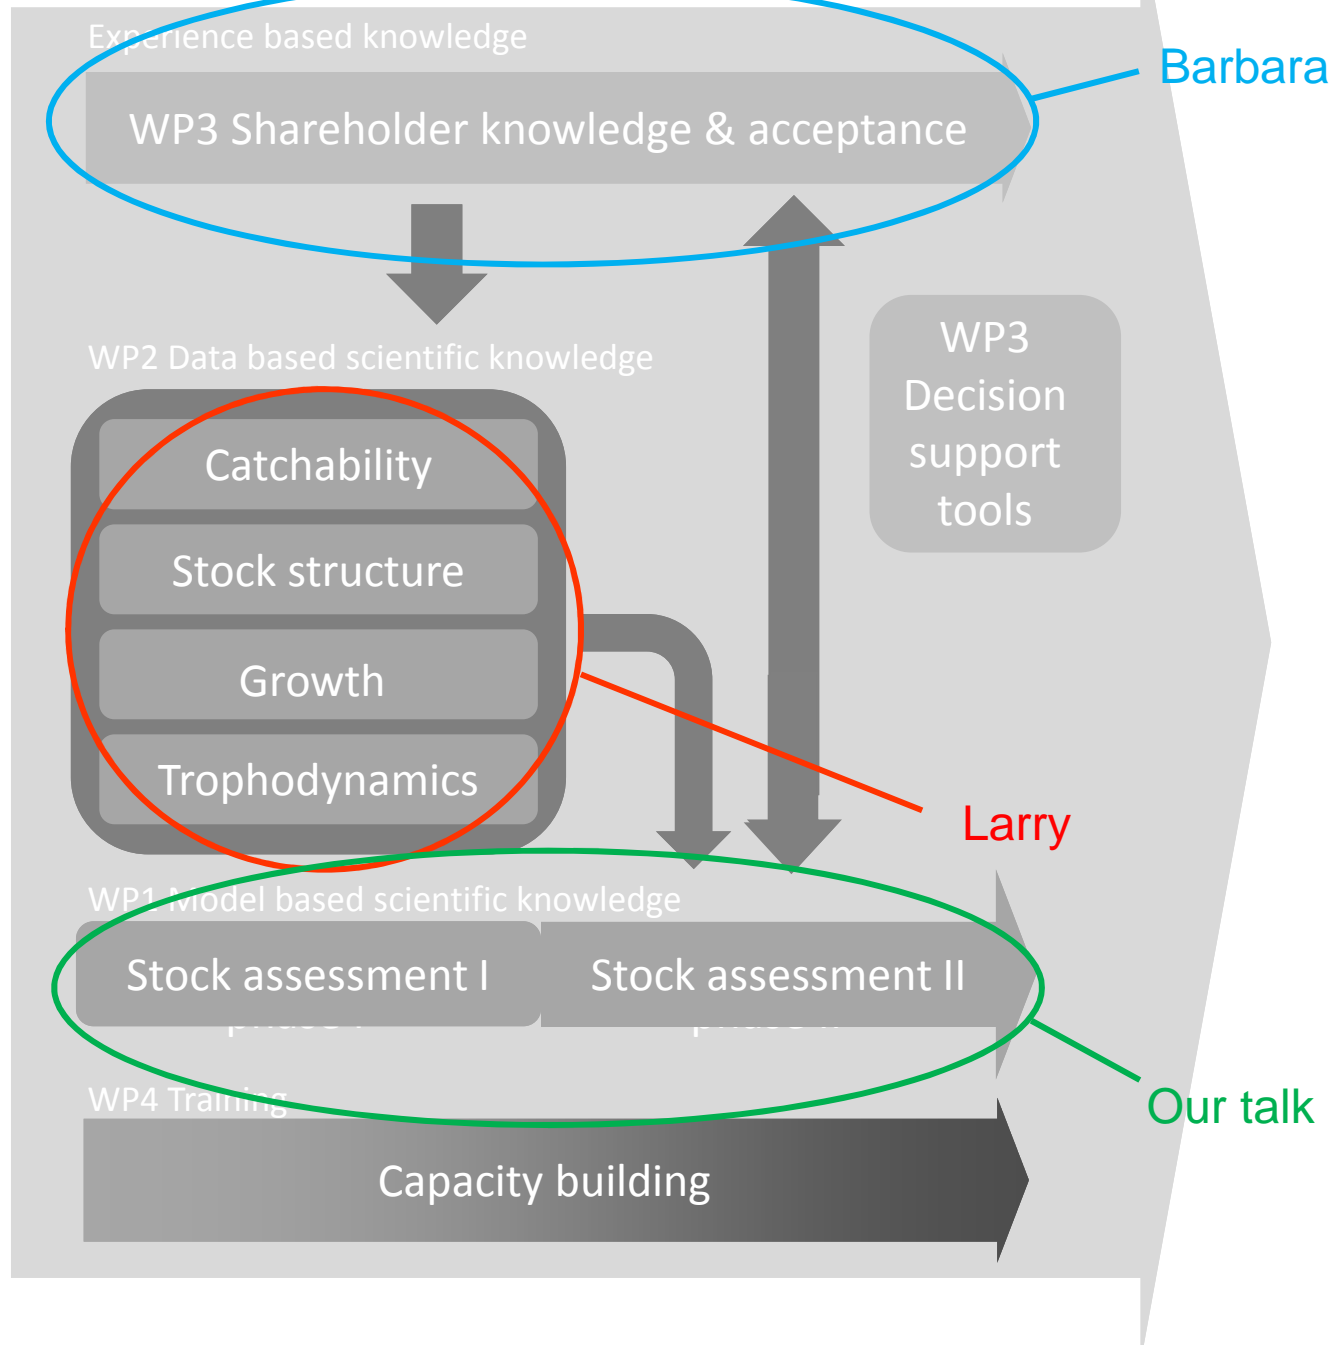 Experience based knowledge
Barbara
WP3 Shareholder knowledge & acceptance
WP2 Data based scientific knowledge
WP3
Decision
support
tools
Catchability
Stock structure
Growth
Trophodynamics
Larry
WP1 Model based scientific knowledge
Stock assessment I
Stock assessment II
WP4 Training
Our talk
Capacity building